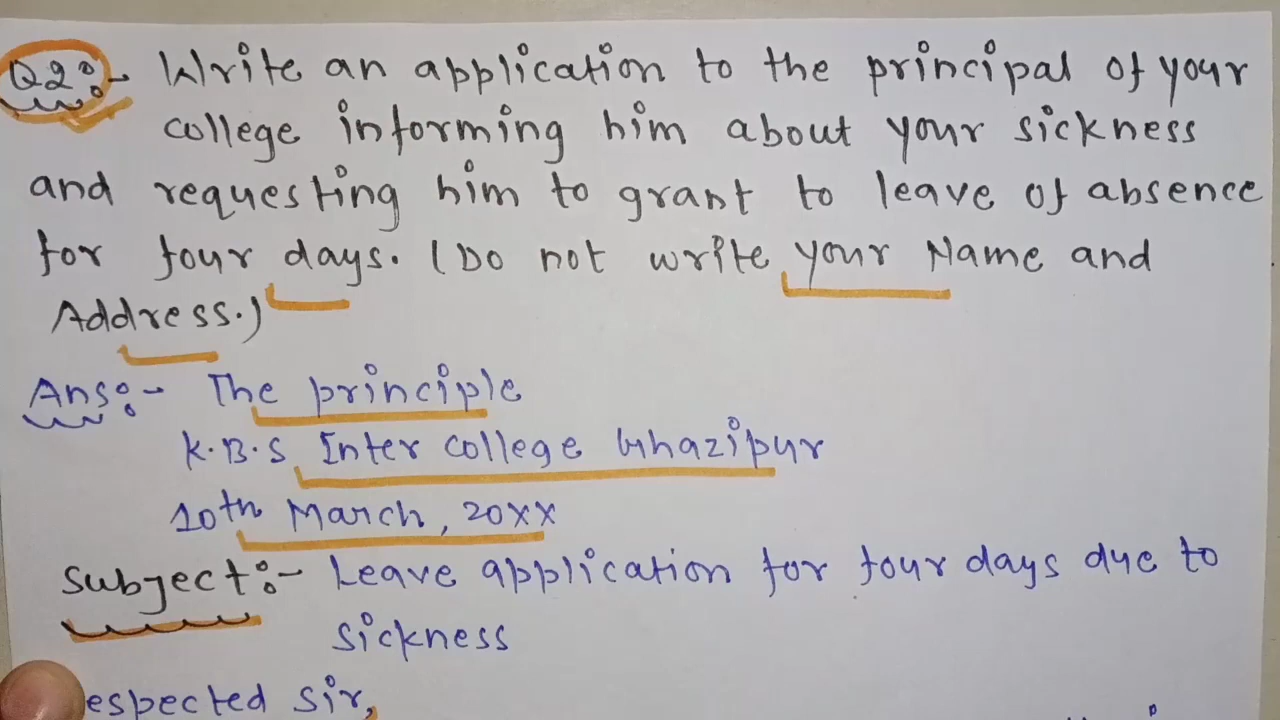 Q2:- Write an application to the principal of your
college informing him about your sickness
and requesting him to grant to leave of absence
for four days. (Do not write your Name and
Address.)
Ans:- The principle
K.B.S Inter college Ghazipur
10th March, 20xx
Subject:- Leave application for four days due to
sickness
espected sir,